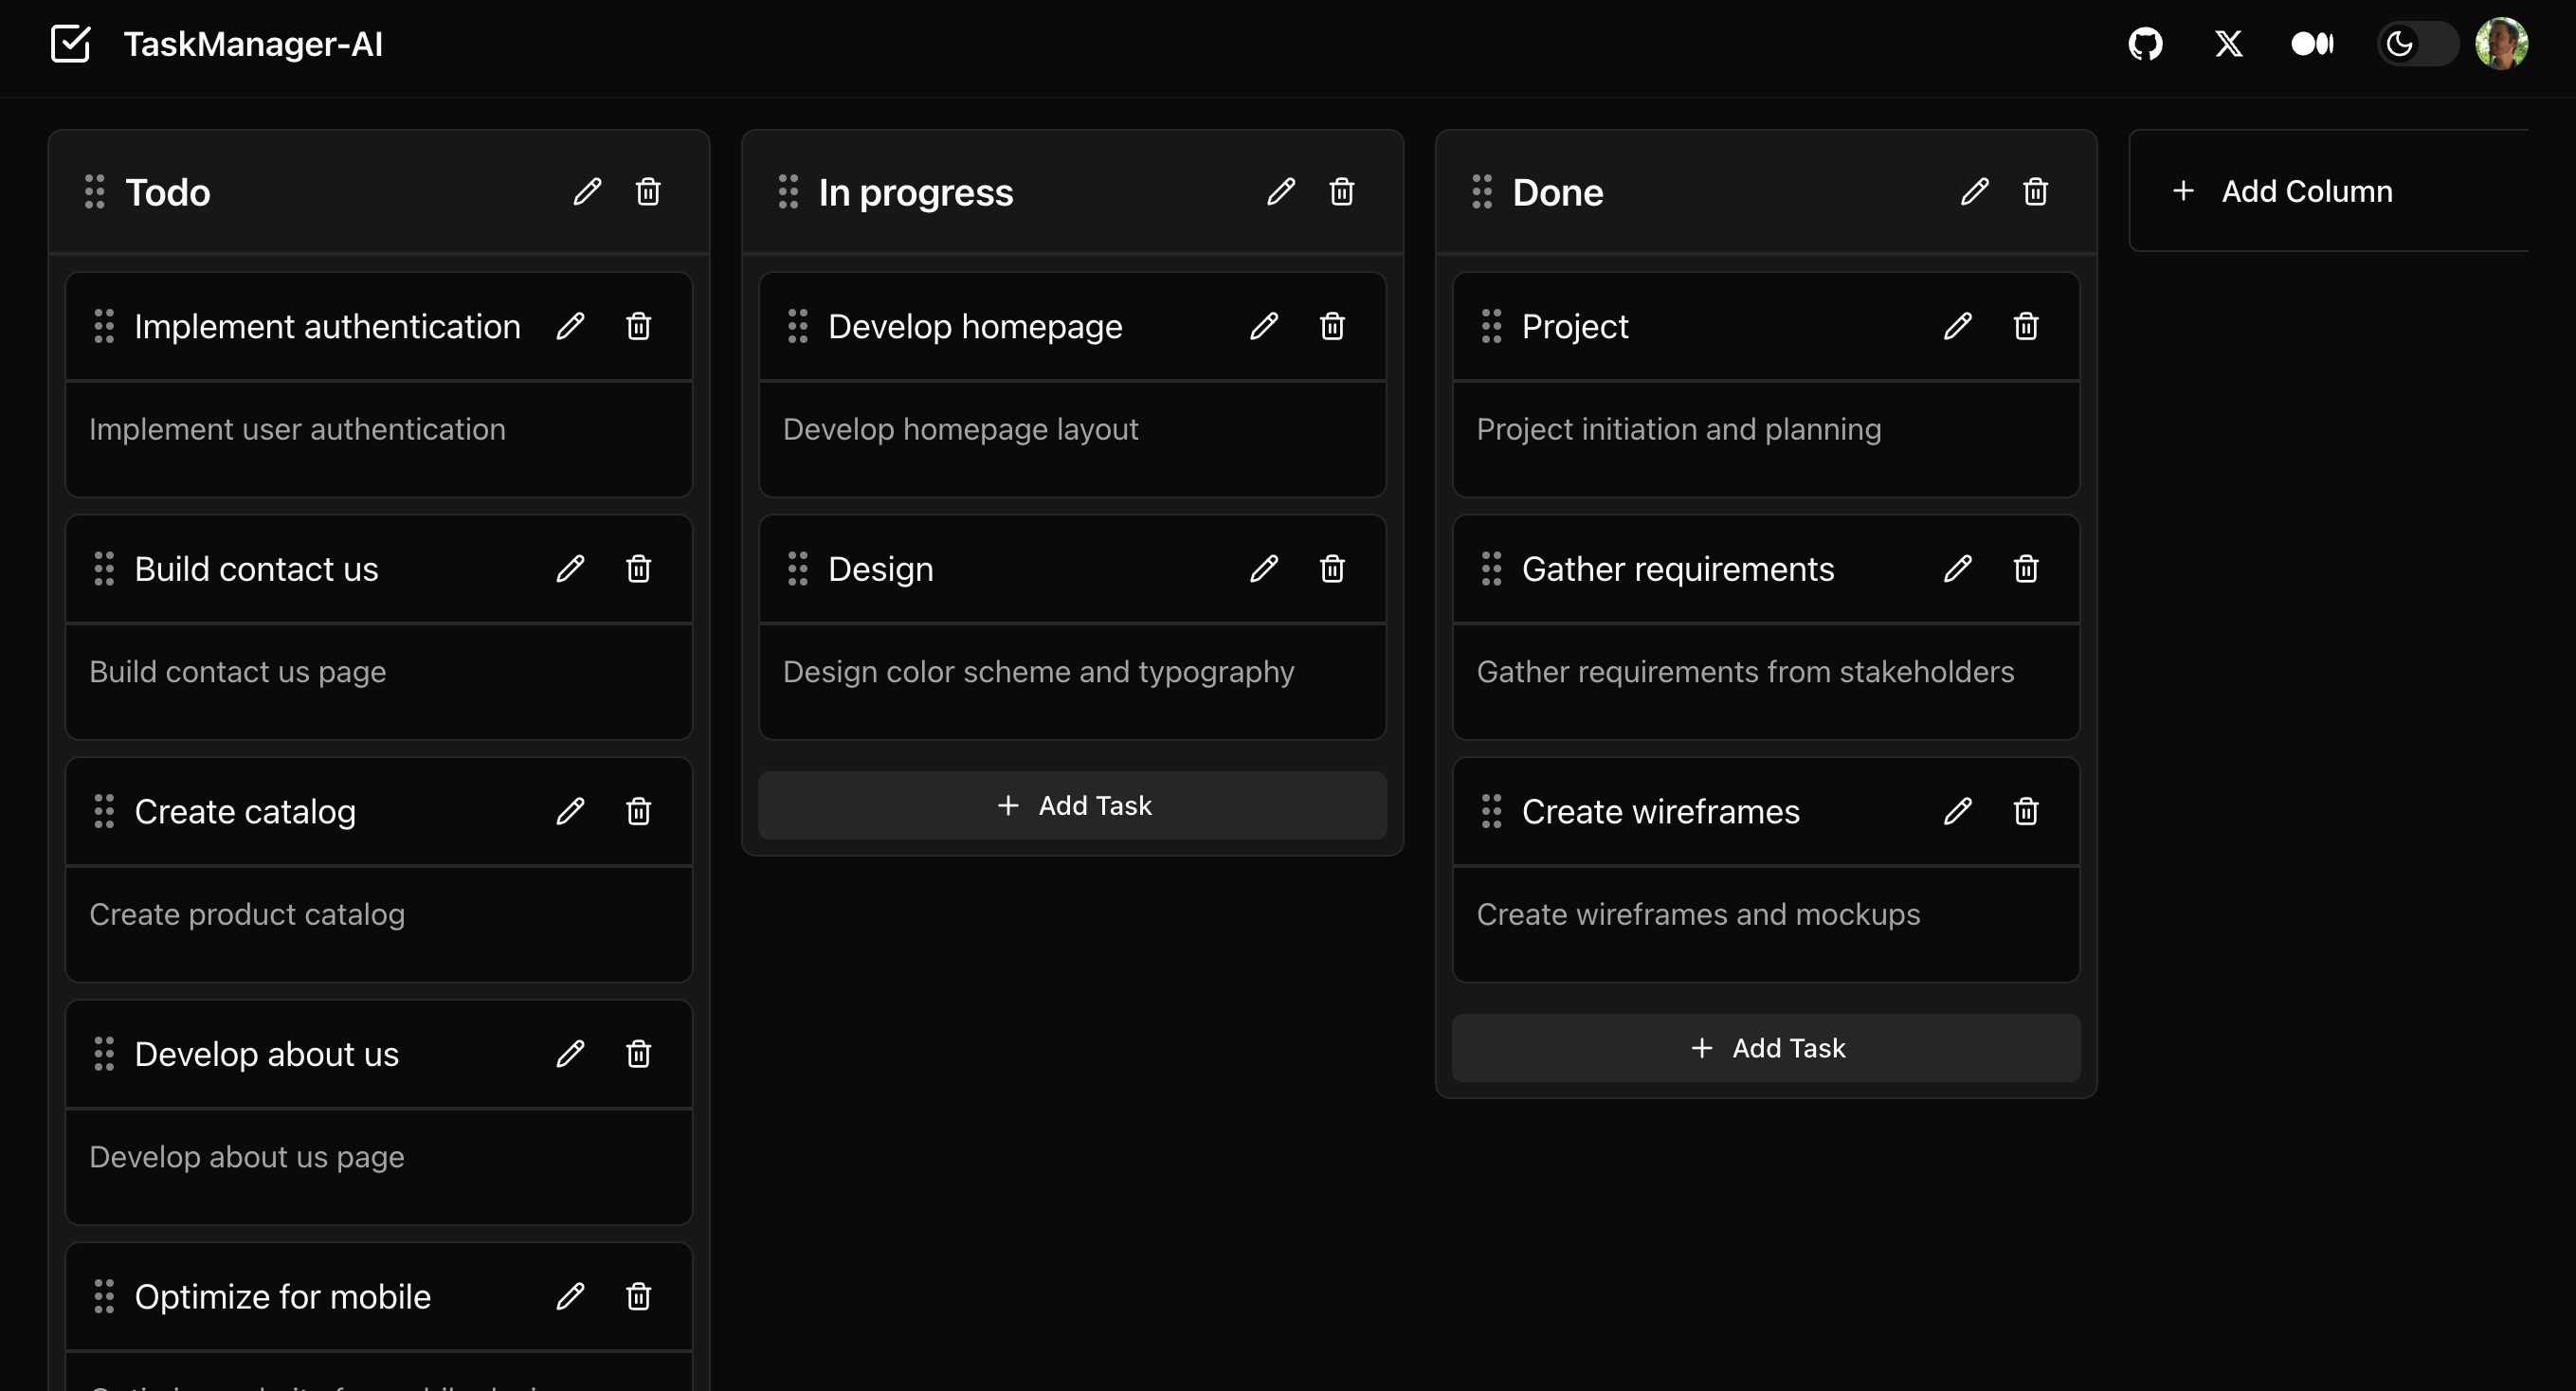 TaskManager-AI
Todo
Implement authentication
Implement user authentication
Build contact us
Build contact us page
Create catalog
Create product catalog
Develop about us
Develop about us page
Optimize for mobile
In progress
Develop homepage
Develop homepage layout
Design
Design color scheme and typography
+ Add Task
Done
Project
Project initiation and planning
Gather requirements
Gather requirements from stakeholders
Create wireframes
Create wireframes and mockups
+ Add Task
+ Add Column